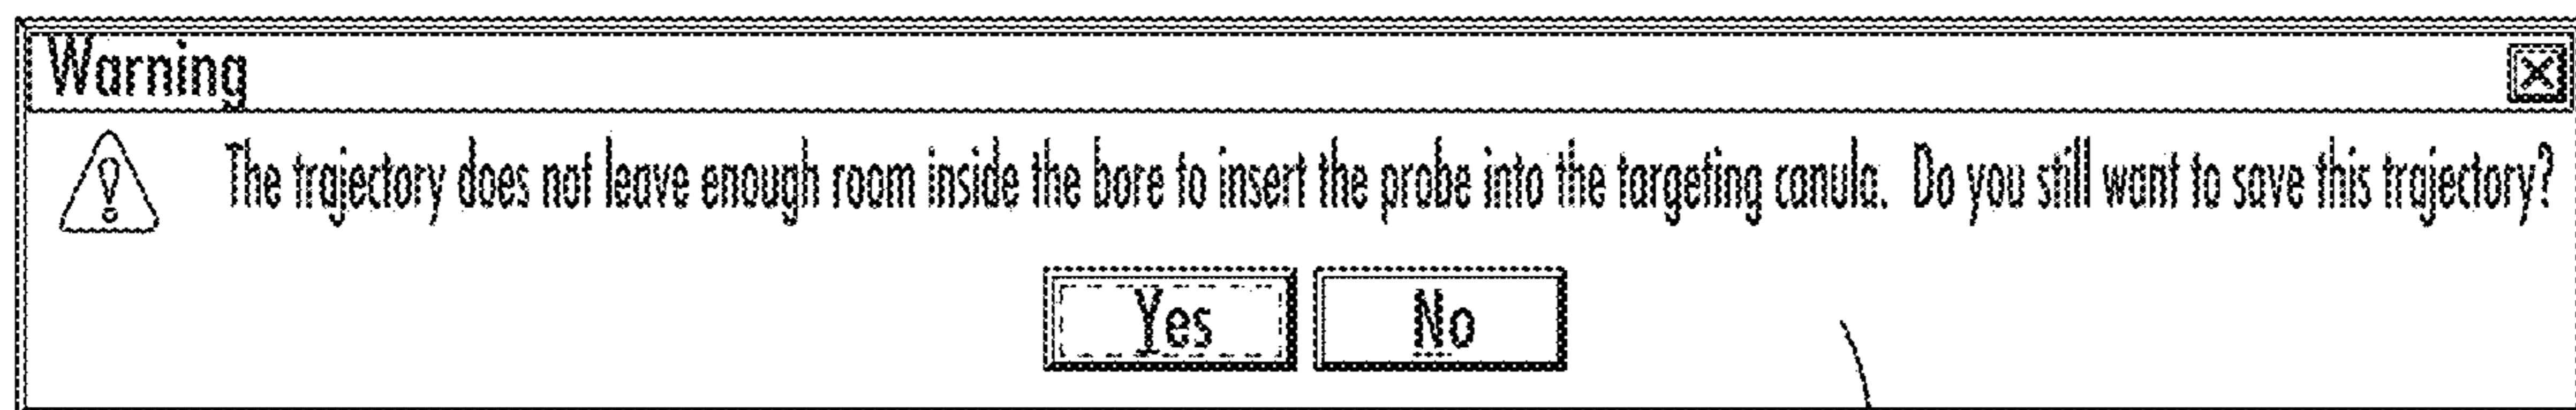 Warning
The trajectory does not leave enough room inside the bore to insert the probe into the targeting canula.  Do you still want to save this trajectory?
Yes
No